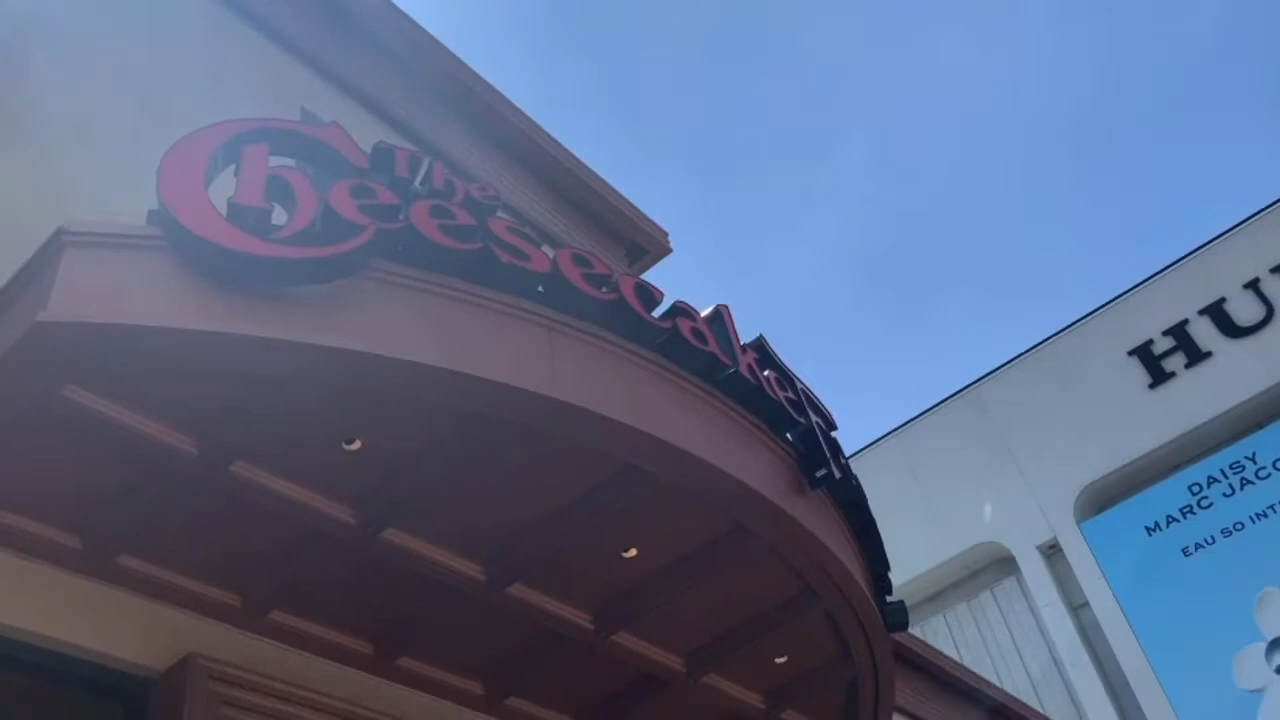 The
Cheesecake
HU
DAISY
MARC JACO
EAU SO INT